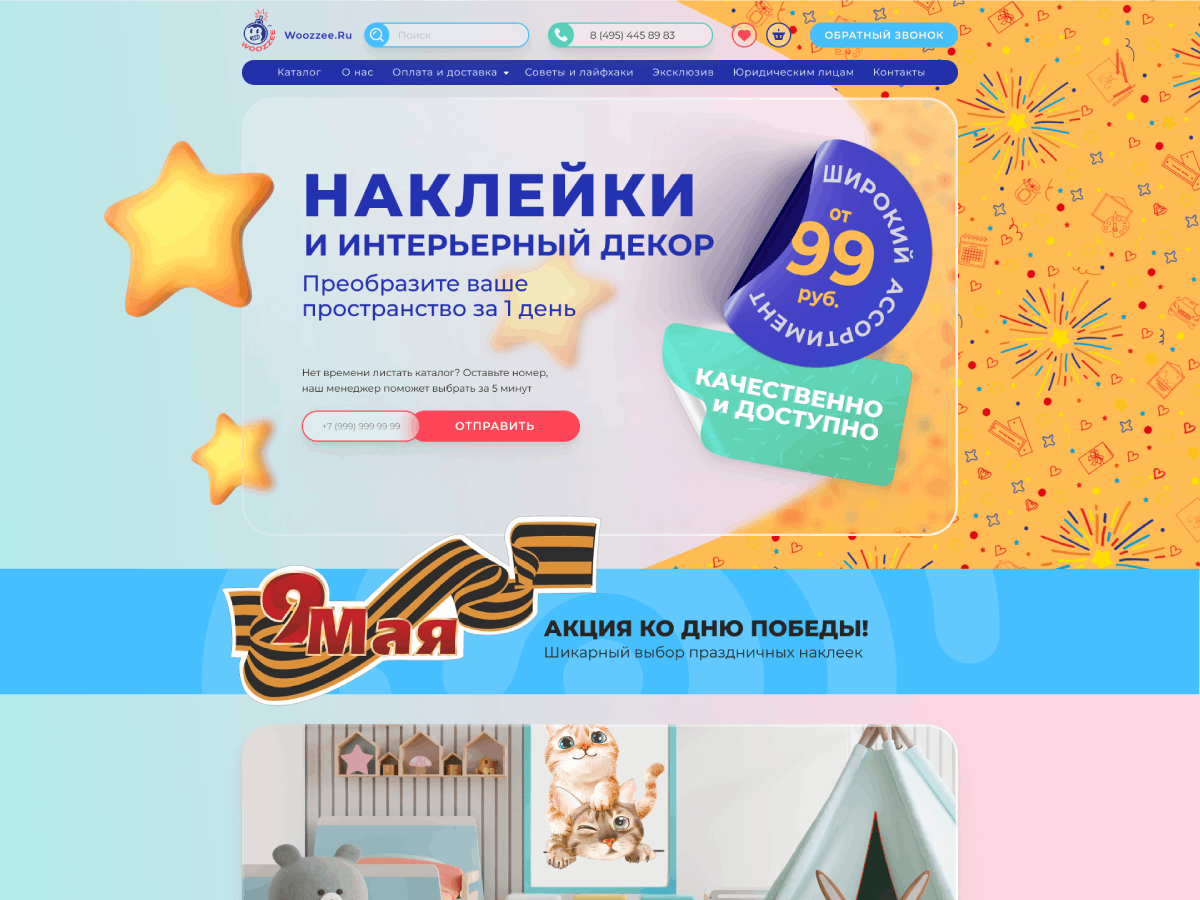 WOOZZEE
Woozzee.Ru
Поиск
8 (495) 445 89 83
ОБРАТНЫЙ ЗВОНОК
Каталог
О нас
Оплата и доставка
Советы и лайфхаки
Эксклюзив
Юридическим лицам
Контакты
НАКЛЕЙКИ
И ИНТЕРЬЕРНЫЙ ДЕКОР
Преобразите ваше
пространство за 1 день
Нет времени листать каталог? Оставьте номер,
наш менеджер поможет выбрать за 5 минут
+7 (999) 999 99 99
ОТПРАВИТЬ
ШИРОКИЙ АССОРТИМЕНТ
от
99
руб.
КАЧЕСТВЕННО
и ДОСТУПНО
9 Мая
АКЦИЯ КО ДНЮ ПОБЕДЫ!
Шикарный выбор праздничных наклеек